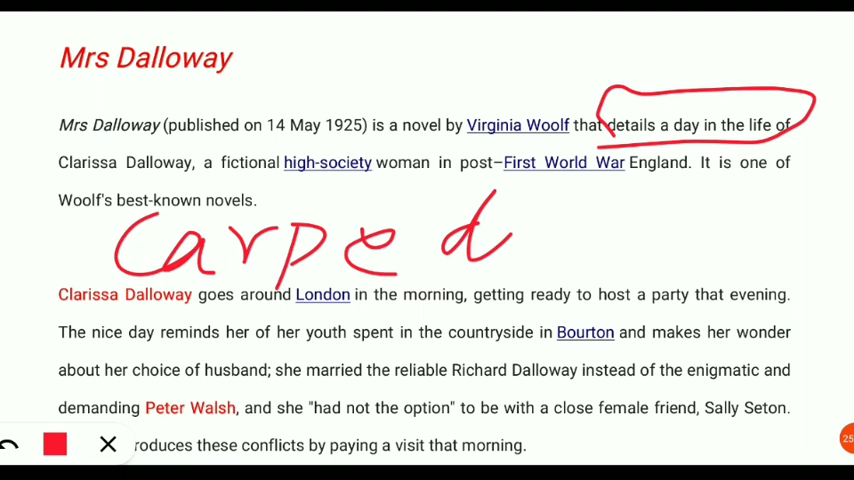 Mrs Dalloway
Mrs Dalloway (published on 14 May 1925) is a novel by Virginia Woolf that details a day in the life of
Clarissa Dalloway, a fictional high-society woman in post–First World War England. It is one of
Woolf's best-known novels.
Carpe d
Clarissa Dalloway goes around London in the morning, getting ready to host a party that evening.
The nice day reminds her of her youth spent in the countryside in Bourton and makes her wonder
about her choice of husband; she married the reliable Richard Dalloway instead of the enigmatic and
demanding Peter Walsh, and she "had not the option" to be with a close female friend, Sally Seton.
roduces these conflicts by paying a visit that morning.
25